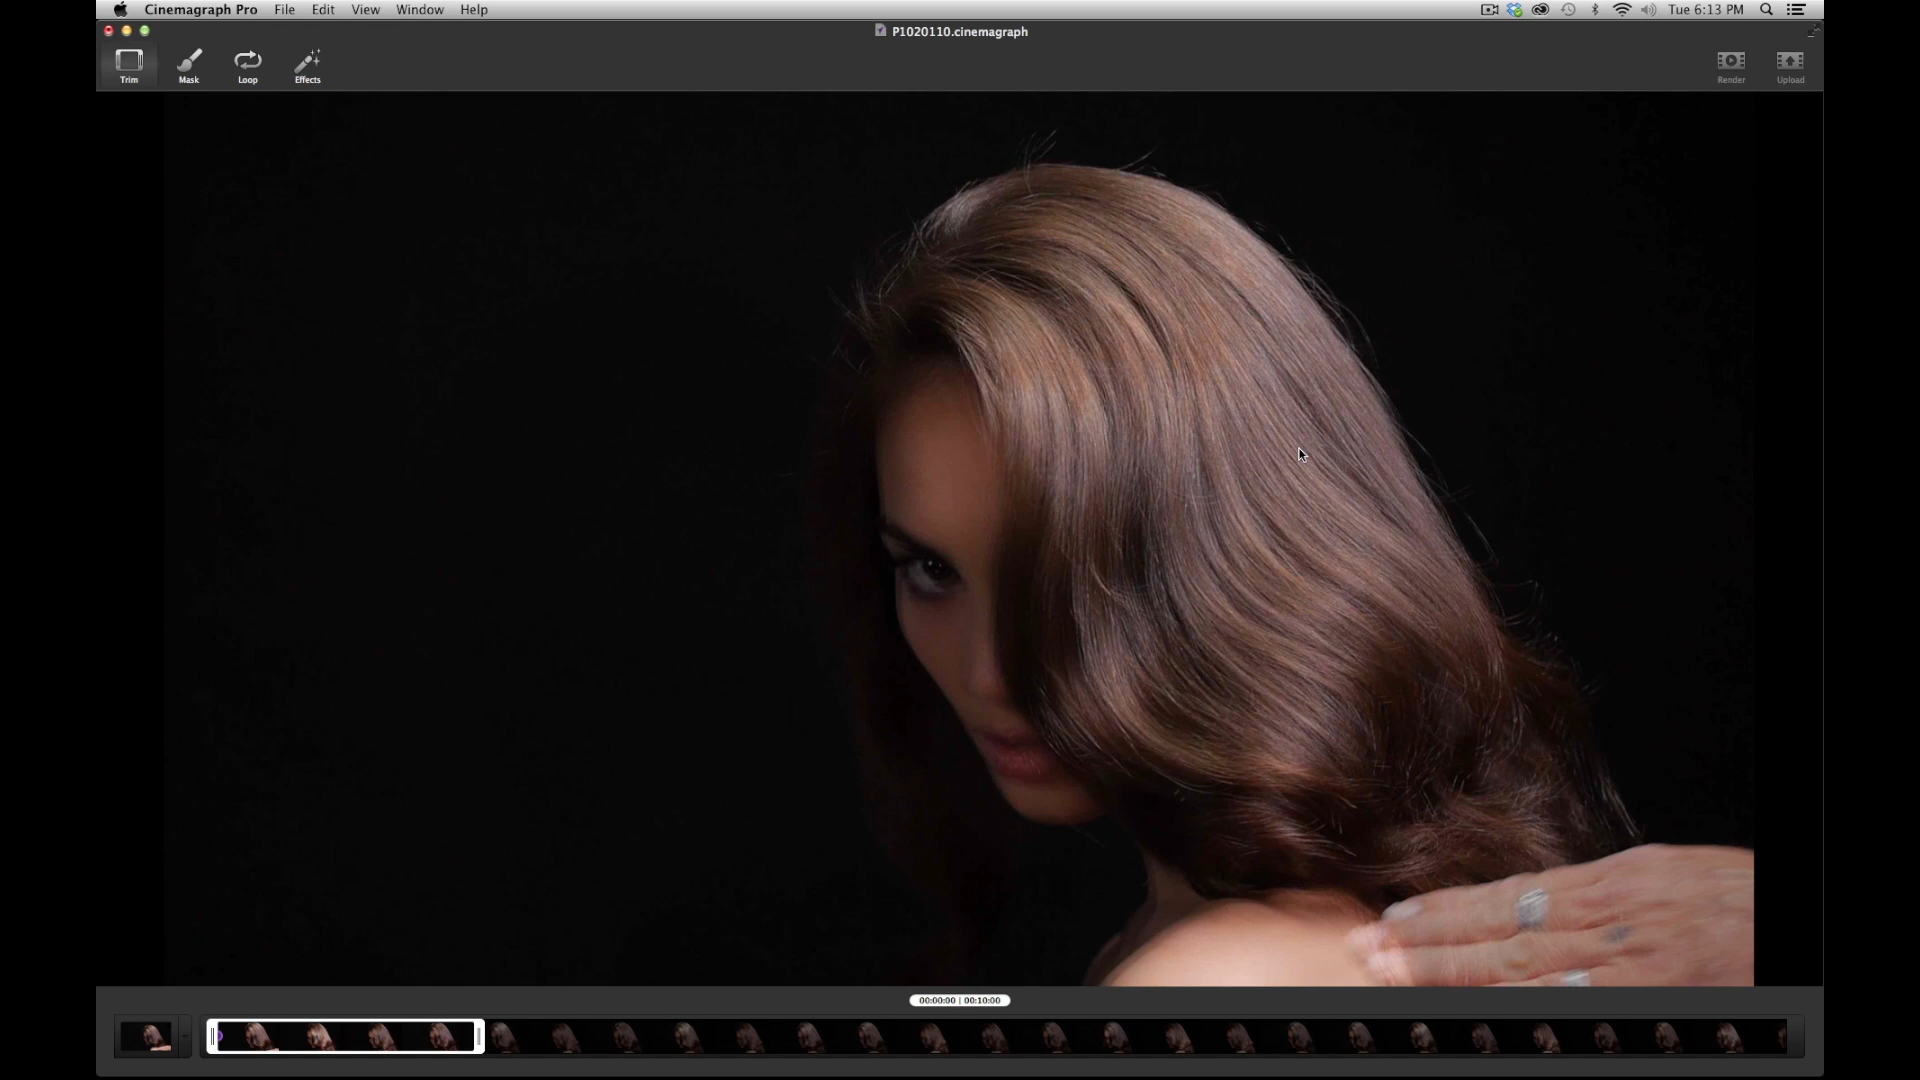 Cinemagraph Pro File Edit View Window Help Tue 6:13 PM
P1020110.cinemagraph
Trim Mask Loop Effects Render Upload
00:00:00 | 00:10:00